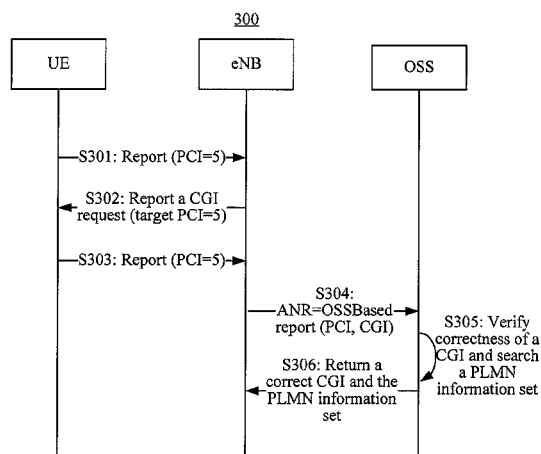 300
UE
eNB
OSS
S301: Report (PCI=5)
S302: Report a CGI
request (target PCI=5)
S303: Report (PCI=5)
S304:
ANR=OSSBased
report (PCI, CGI)
S305: Verify
correctness of a
CGI and search
a PLMN
information set
S306: Return a
correct CGI and the
PLMN information
set